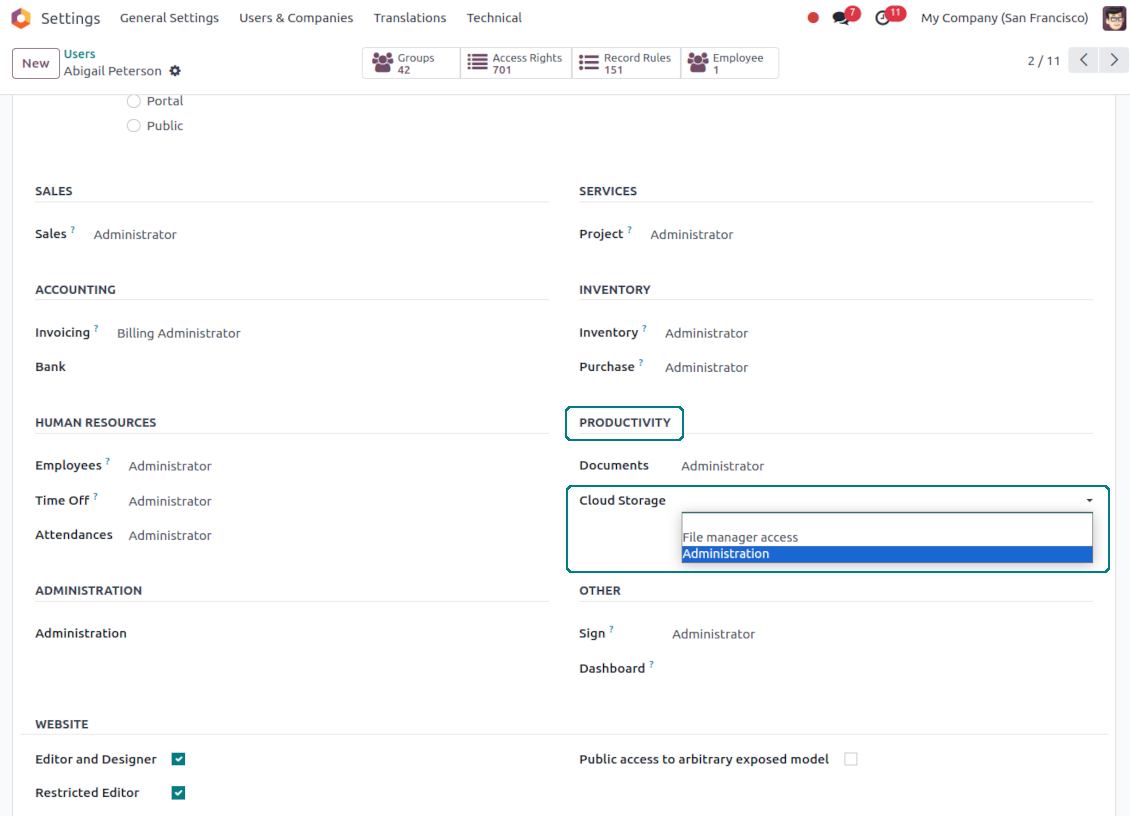 Settings General Settings Users & Companies Translations Technical 7 11 My Company (San Francisco)
New Users Groups Access Rights Record Rules Employee
Abigail Peterson 42 701 151 1 2 / 11
Portal
Public
SALES SERVICES
Sales ? Administrator Project ? Administrator
ACCOUNTING INVENTORY
Invoicing ? Billing Administrator Inventory ? Administrator
Bank Purchase ? Administrator
HUMAN RESOURCES PRODUCTIVITY
Employees ? Administrator Documents Administrator
Time Off ? Administrator Cloud Storage
Attendances Administrator File manager access
Administration
ADMINISTRATION OTHER
Administration Sign ? Administrator
Dashboard ?
WEBSITE
Editor and Designer Public access to arbitrary exposed model
Restricted Editor